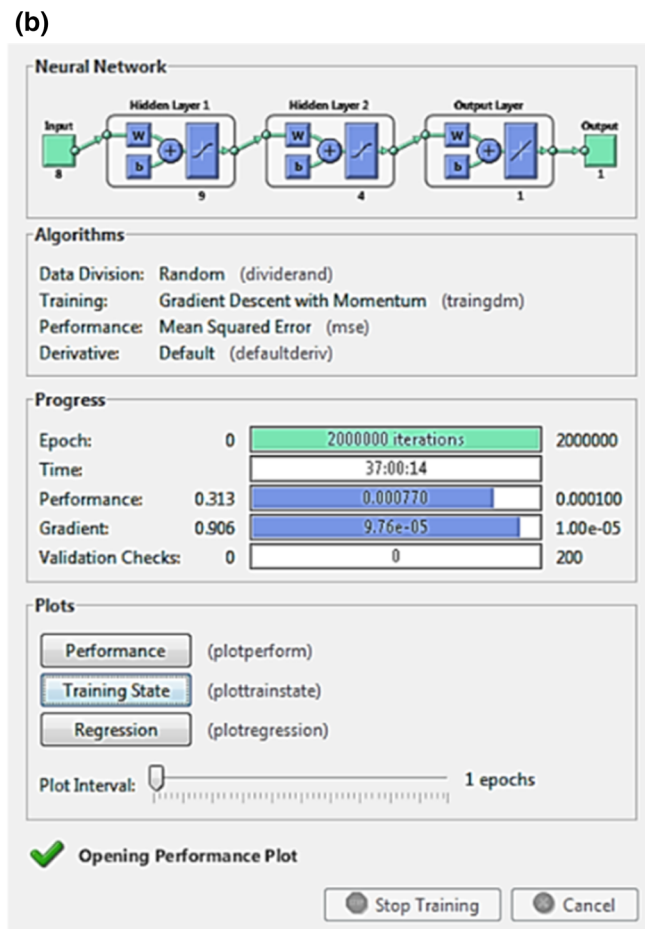 (b)
Neural Network
Hidden Layer 1 Hidden Layer 2 Output Layer
Input Output
W W W
+ + +
b b b
8 9 4 1 1
Algorithms
Data Division: Random (dividerand)
Training: Gradient Descent with Momentum (traingdm)
Performance: Mean Squared Error (mse)
Derivative: Default (defaultderiv)
Progress
Epoch: 0 2000000 iterations 2000000
Time: 37:00:14
Performance: 0.313 0.000770 0.000100
Gradient: 0.906 9.76e-05 1.00e-05
Validation Checks: 0 0 200
Plots
Performance (plotperform)
Training State (plottrainstate)
Regression (plotregression)
Plot Interval: 1 epochs
Opening Performance Plot
Stop Training Cancel